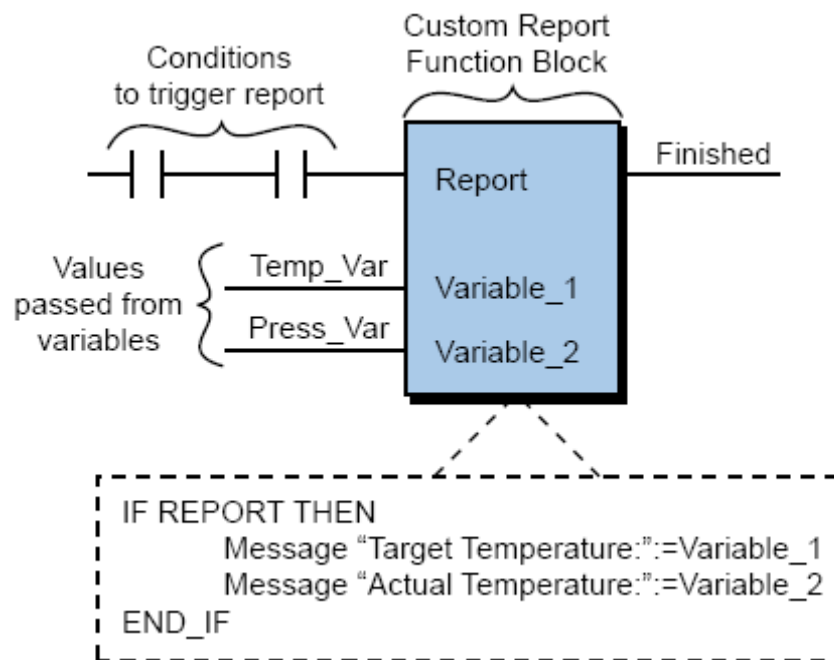 Conditions
to trigger report
Custom Report
Function Block
Report
Finished
Values
passed from
variables
Temp_Var
Press_Var
Variable_1
Variable_2
IF REPORT THEN
Message “Target Temperature:”:=Variable_1
Message “Actual Temperature:”:=Variable_2
END_IF